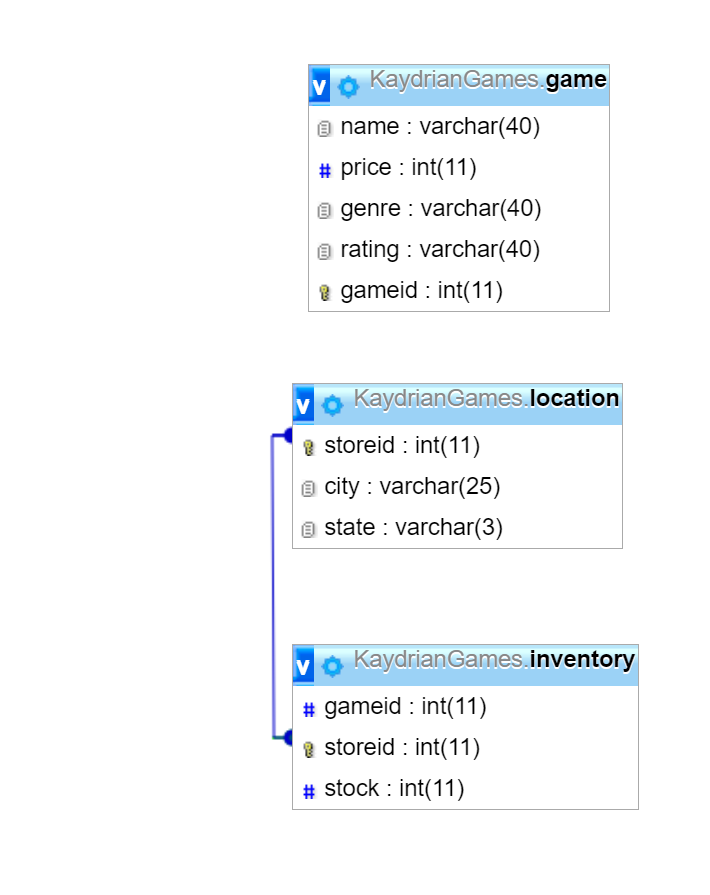 v KaydrianGames.game
name : varchar(40)
# price : int(11)
genre : varchar(40)
rating : varchar(40)
gameid : int(11)
v KaydrianGames.location
storeid : int(11)
city : varchar(25)
state : varchar(3)
v KaydrianGames.inventory
# gameid : int(11)
storeid : int(11)
# stock : int(11)